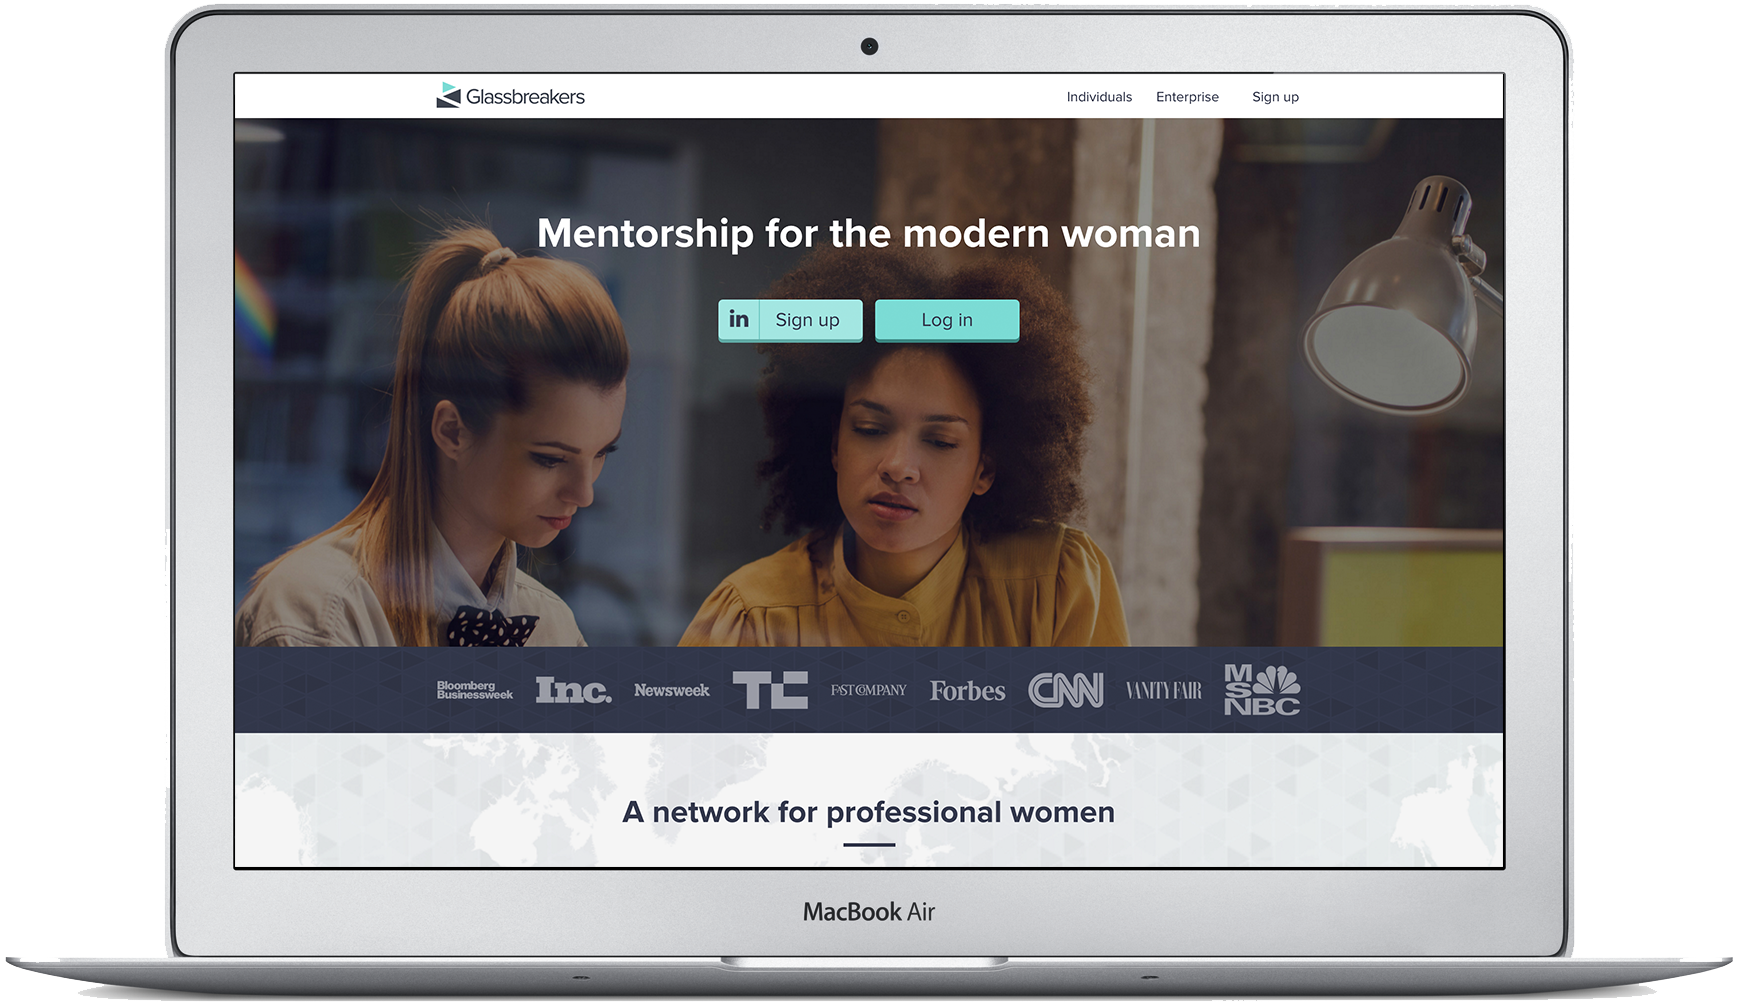 Glassbreakers
Individuals Enterprise Sign up
Mentorship for the modern woman
in Sign up Log in
Bloomberg
Businessweek
Inc.
Newsweek
TC
FAST COMPANY
Forbes
CNN
VANITY FAIR
MSNBC
A network for professional women
MacBook Air